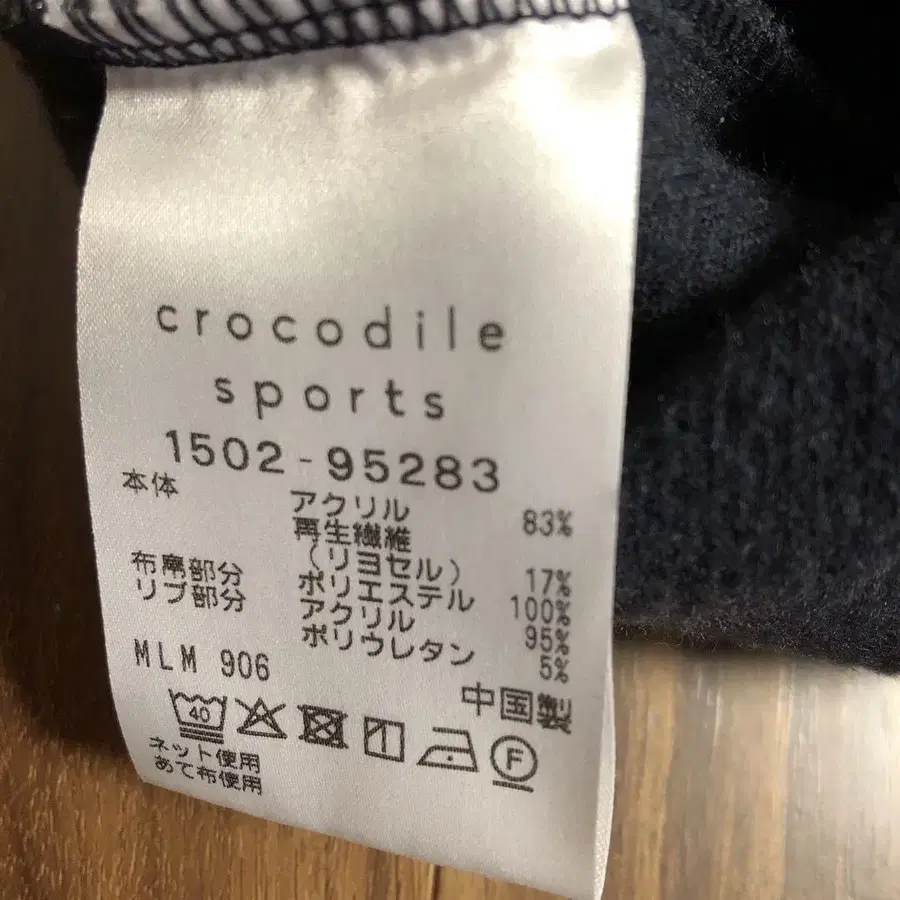 crocodile
sports
1502-95283
本体 アクリル 83%
再生繊維
(リヨセル) 17%
布帛部分 ポリエステル 100%
リブ部分 アクリル 95%
ポリウレタン 5%
MLM 906
中国製
40
F
ネット使用
あて布使用